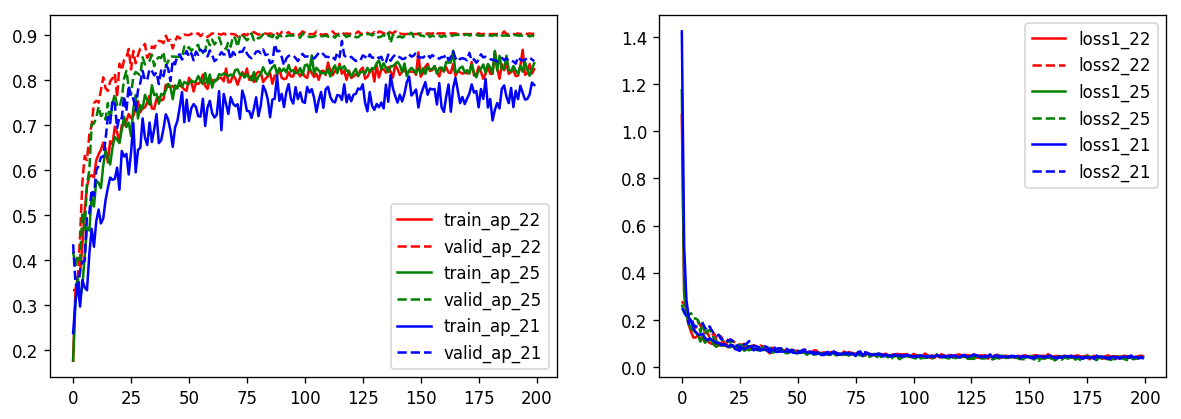 0.9
0.8
0.7
0.6
0.5
0.4
0.3
0.2
0 25 50 75 100 125 150 175 200
train_ap_22
valid_ap_22
train_ap_25
valid_ap_25
train_ap_21
valid_ap_21
1.4
1.2
1.0
0.8
0.6
0.4
0.2
0.0
0 25 50 75 100 125 150 175 200
loss1_22
loss2_22
loss1_25
loss2_25
loss1_21
loss2_21